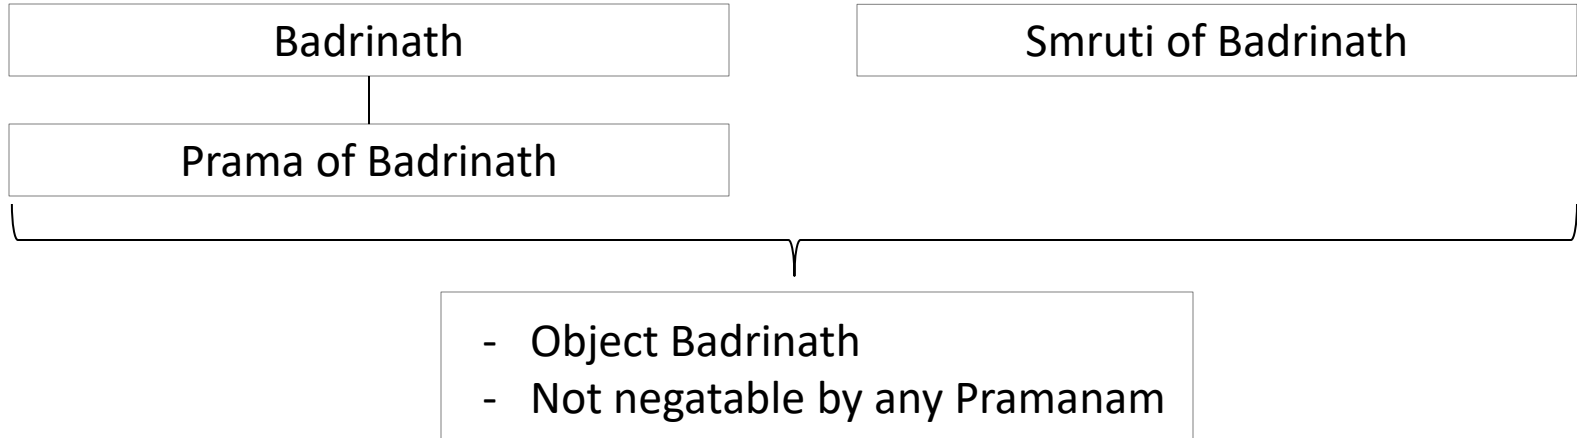 Badrinath
Smruti of Badrinath
Prama of Badrinath
- Object Badrinath
- Not negatable by any Pramanam